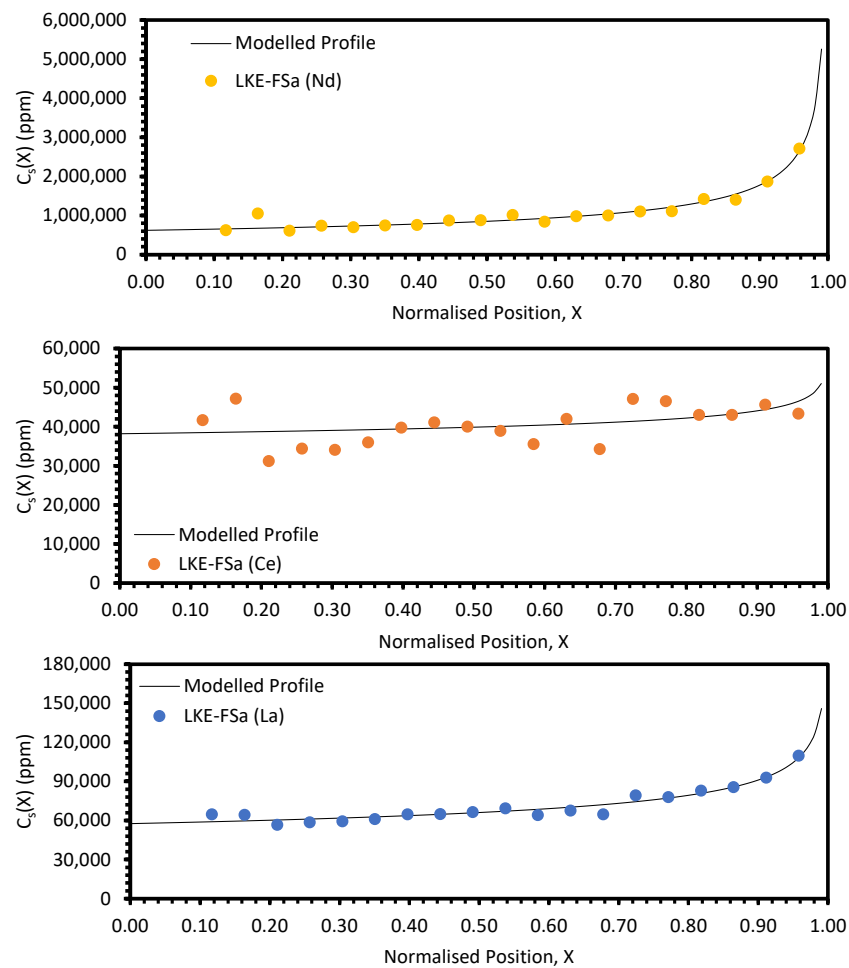 6,000,000
5,000,000
4,000,000
3,000,000
2,000,000
1,000,000
0
Cs(X) (ppm)
Modelled Profile
LKE-FSa (Nd)
0.00 0.10 0.20 0.30 0.40 0.50 0.60 0.70 0.80 0.90 1.00
Normalised Position, X
60,000
50,000
40,000
30,000
20,000
10,000
0
Cs(X) (ppm)
Modelled Profile
LKE-FSa (Ce)
0.00 0.10 0.20 0.30 0.40 0.50 0.60 0.70 0.80 0.90 1.00
Normalised Position, X
180,000
150,000
120,000
90,000
60,000
30,000
0
Cs(X) (ppm)
Modelled Profile
LKE-FSa (La)
0.00 0.10 0.20 0.30 0.40 0.50 0.60 0.70 0.80 0.90 1.00
Normalised Position, X